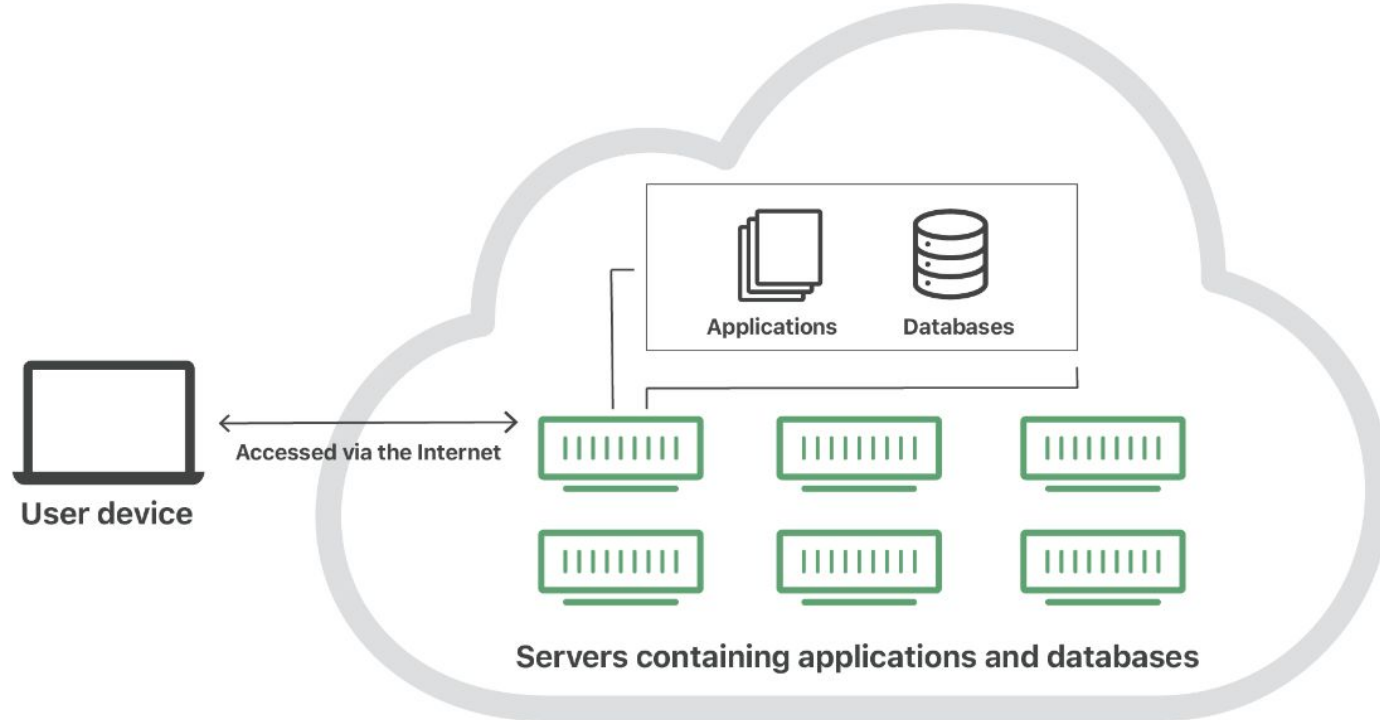 Applications
Databases
Accessed via the Internet
User device
Servers containing applications and databases